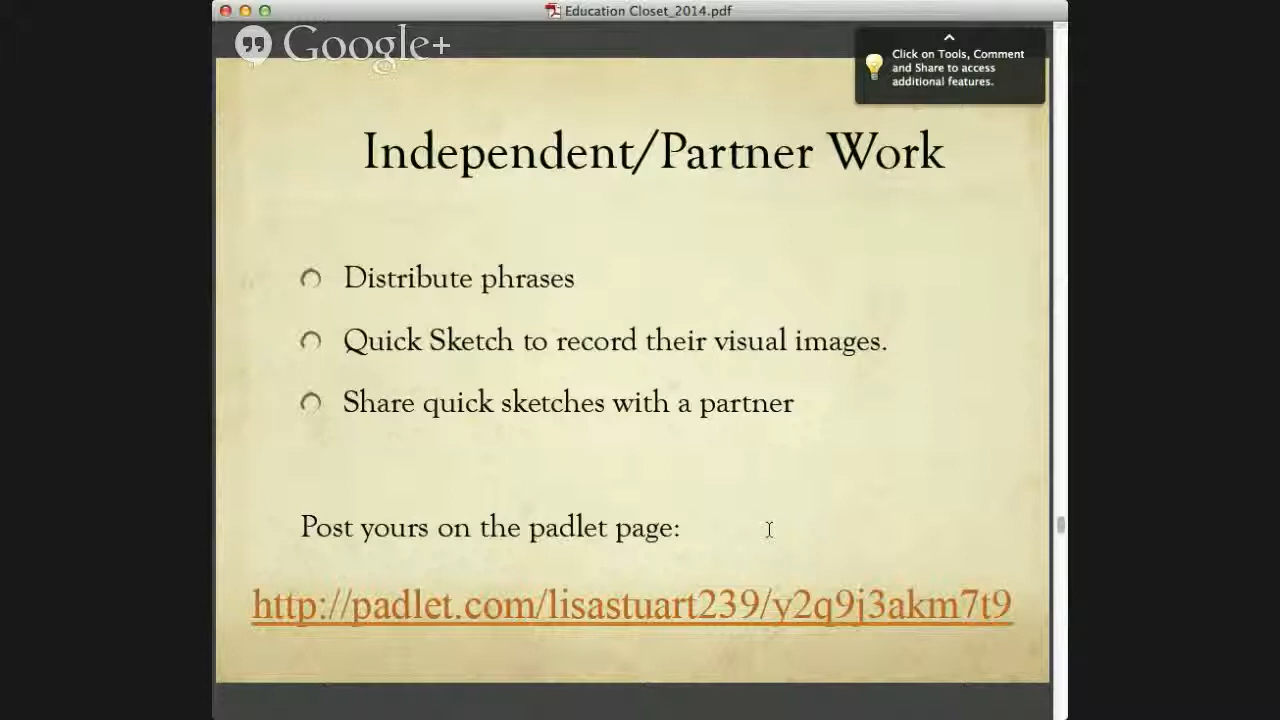 Education Closet_2014.pdf
Google+
Click on Tools, Comment
and Share to access
additional features.
Independent/Partner Work
Distribute phrases
Quick Sketch to record their visual images.
Share quick sketches with a partner
Post yours on the padlet page:
http://padlet.com/lisastuart239/y2q9j3akm7t9